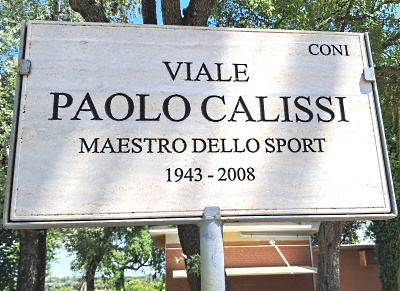 CONI
VIALE
PAOLO CALISSI
MAESTRO DELLO SPORT
1943 - 2008